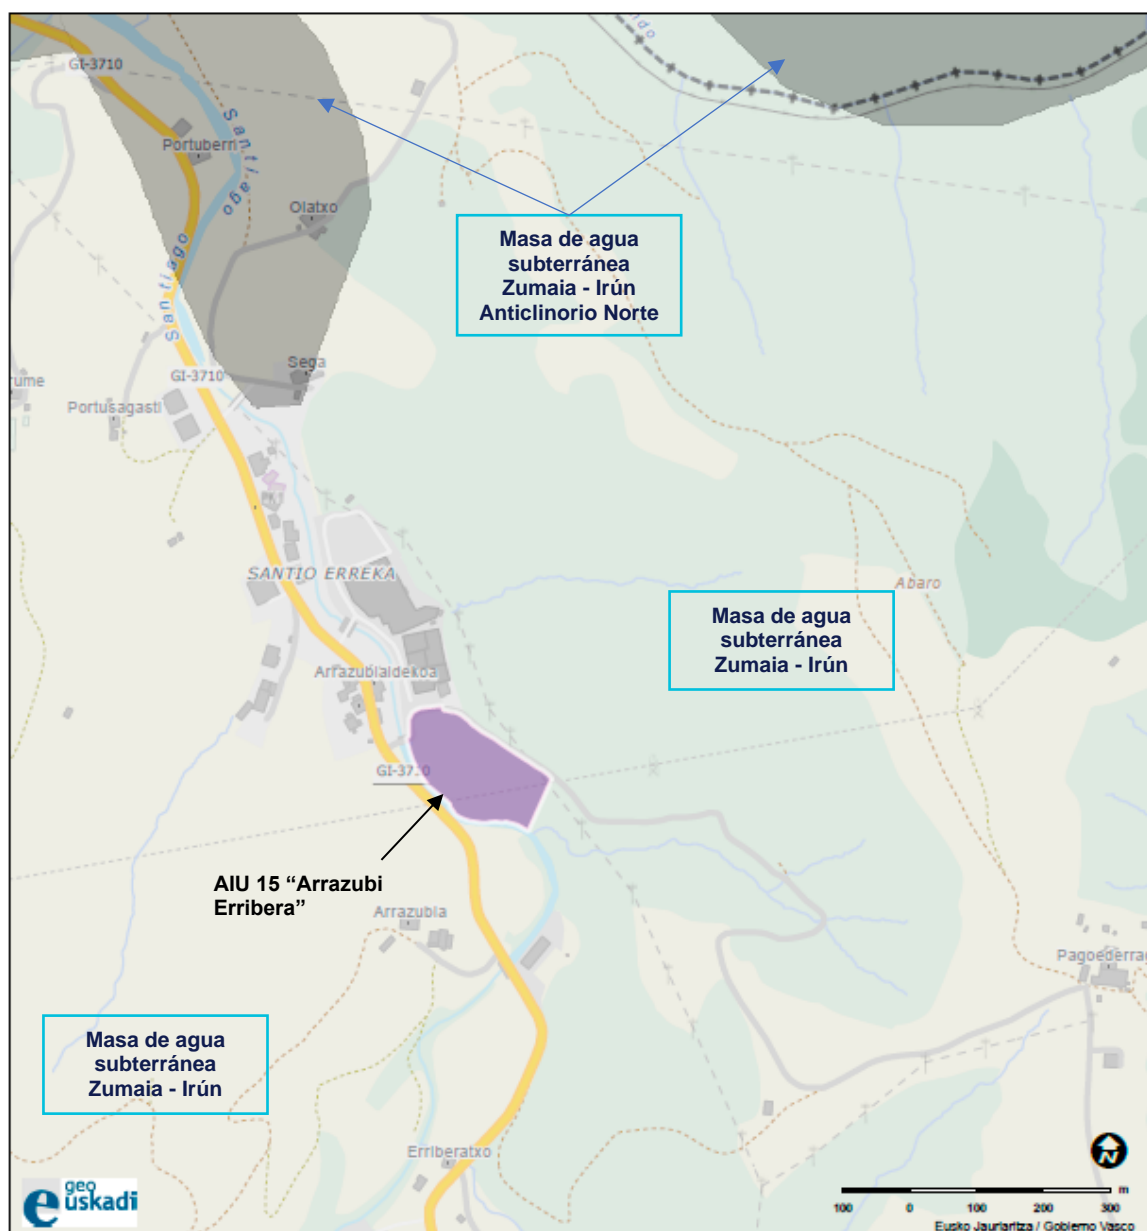 GI-3710
Santiago
Portuberri
Olatxo
Masa de agua
subterránea
Zumaia - Irún
Anticlinorio Norte
Santiago
Sega
GI-3710
Portusagasti
SANTIO ERREKA
Abaro
Masa de agua
subterránea
Zumaia - Irún
Arrazubialdekoa
AIU 15 “Arrazubi
Erribera”
Arrazubia
Pagoederraga
Masa de agua
subterránea
Zumaia - Irún
Erriberatxo
N
geo
euskadi
100 0 100 200 300 m
Eusko Jaurlaritza / Gobierno Vasco